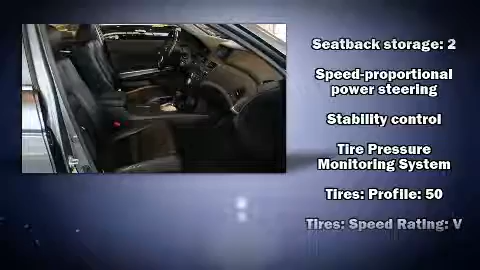 Seatback storage: 2
Speed-proportional
power steering
Stability control
Tire Pressure
Monitoring System
Tires: Profile: 50
Tires: Speed Rating: V